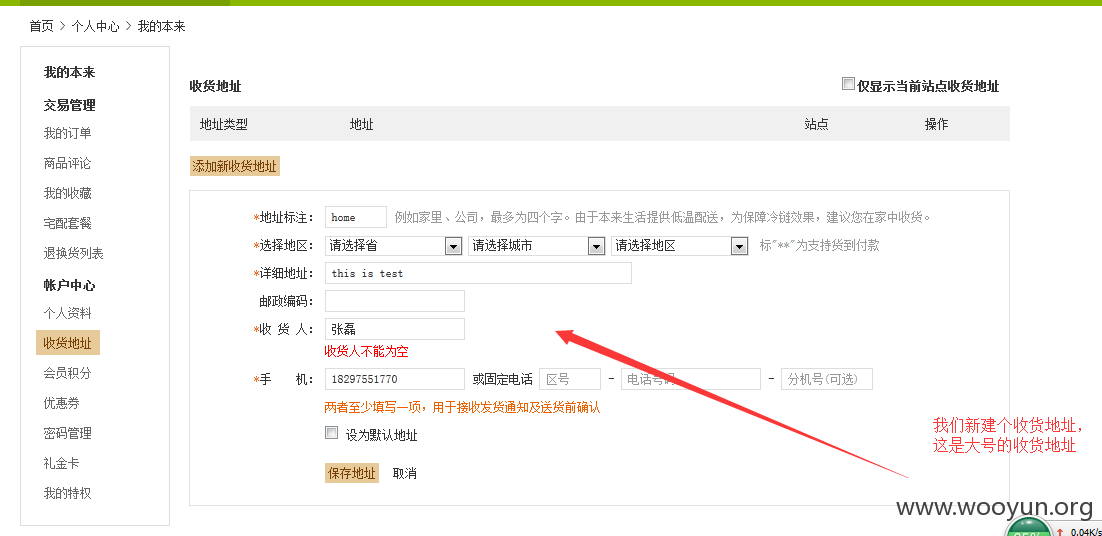 首页 > 个人中心 > 我的本来
我的本来
交易管理
我的订单
商品评论
我的收藏
宅配套餐
退换货列表
帐户中心
个人资料
收货地址
会员积分
优惠券
密码管理
礼金卡
我的特权
收货地址
仅显示当前站点收货地址
地址类型 地址 站点 操作
添加新收货地址
*地址标注: home 例如家里、公司，最多为四个字。由于本来生活提供低温配送，为保障冷链效果，建议您在家中收货。
*选择地区: 请选择省 请选择城市 请选择地区 标"**"为支持货到付款
*详细地址: this is test
邮政编码:
*收 货 人: 张磊
收货人不能为空
*手 机: 18297551770 或固定电话 区号 - 电话号码 - 分机号(可选)
两者至少填写一项，用于接收发货通知及送货前确认
设为默认地址
保存地址 取消
我们新建个收货地址，
这是大号的收货地址
www.wooyun.org
0.04K/s